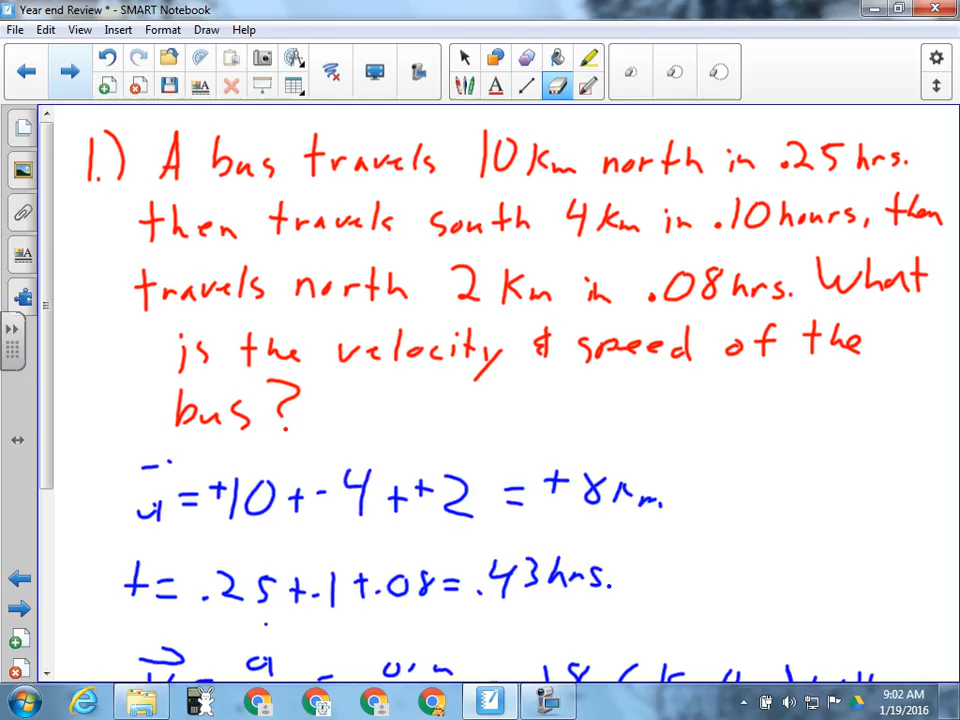 Year end Review * - SMART Notebook
File Edit View Insert Format Draw Help
1.) A bus travels 10 km north in .25 hrs.
then travels south 4 km in .10 hours, then
travels north 2 km in .08 hrs. What
is the velocity & speed of the
bus?
= +10 + -4 + +2 = +8 km
t = .25 + .1 + .08 = .43 hrs.
9:02 AM
1/19/2016